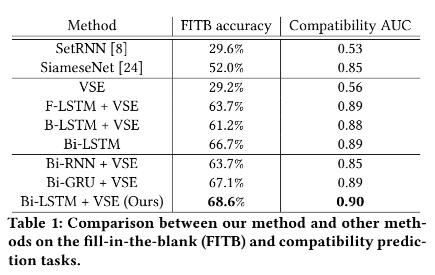 Method FITB accuracy Compatibility AUC
SetRNN [8] 29.6% 0.53
SiameseNet [24] 52.0% 0.85
VSE 29.2% 0.56
F-LSTM + VSE 63.7% 0.89
B-LSTM + VSE 61.2% 0.88
Bi-LSTM 66.7% 0.89
Bi-RNN + VSE 63.7% 0.85
Bi-GRU + VSE 67.1% 0.89
Bi-LSTM + VSE (Ours) 68.6% 0.90
Table 1: Comparison between our method and other meth-
ods on the fill-in-the-blank (FITB) and compatibility predic-
tion tasks.